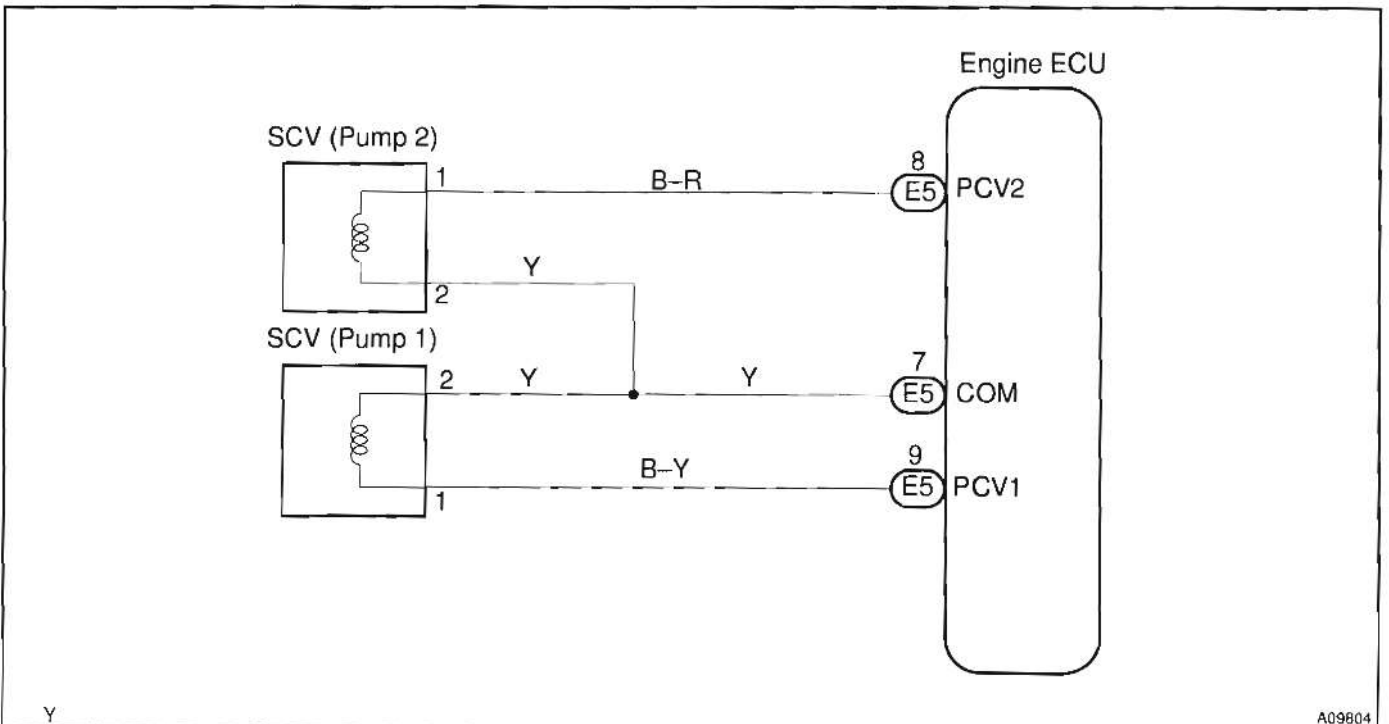 Engine ECU
SCV (Pump 2)
1
B–R
8
E5
PCV2
Y
2
SCV (Pump 1)
2
Y
Y
7
E5
COM
B–Y
9
E5
PCV1
1
Y
A09804